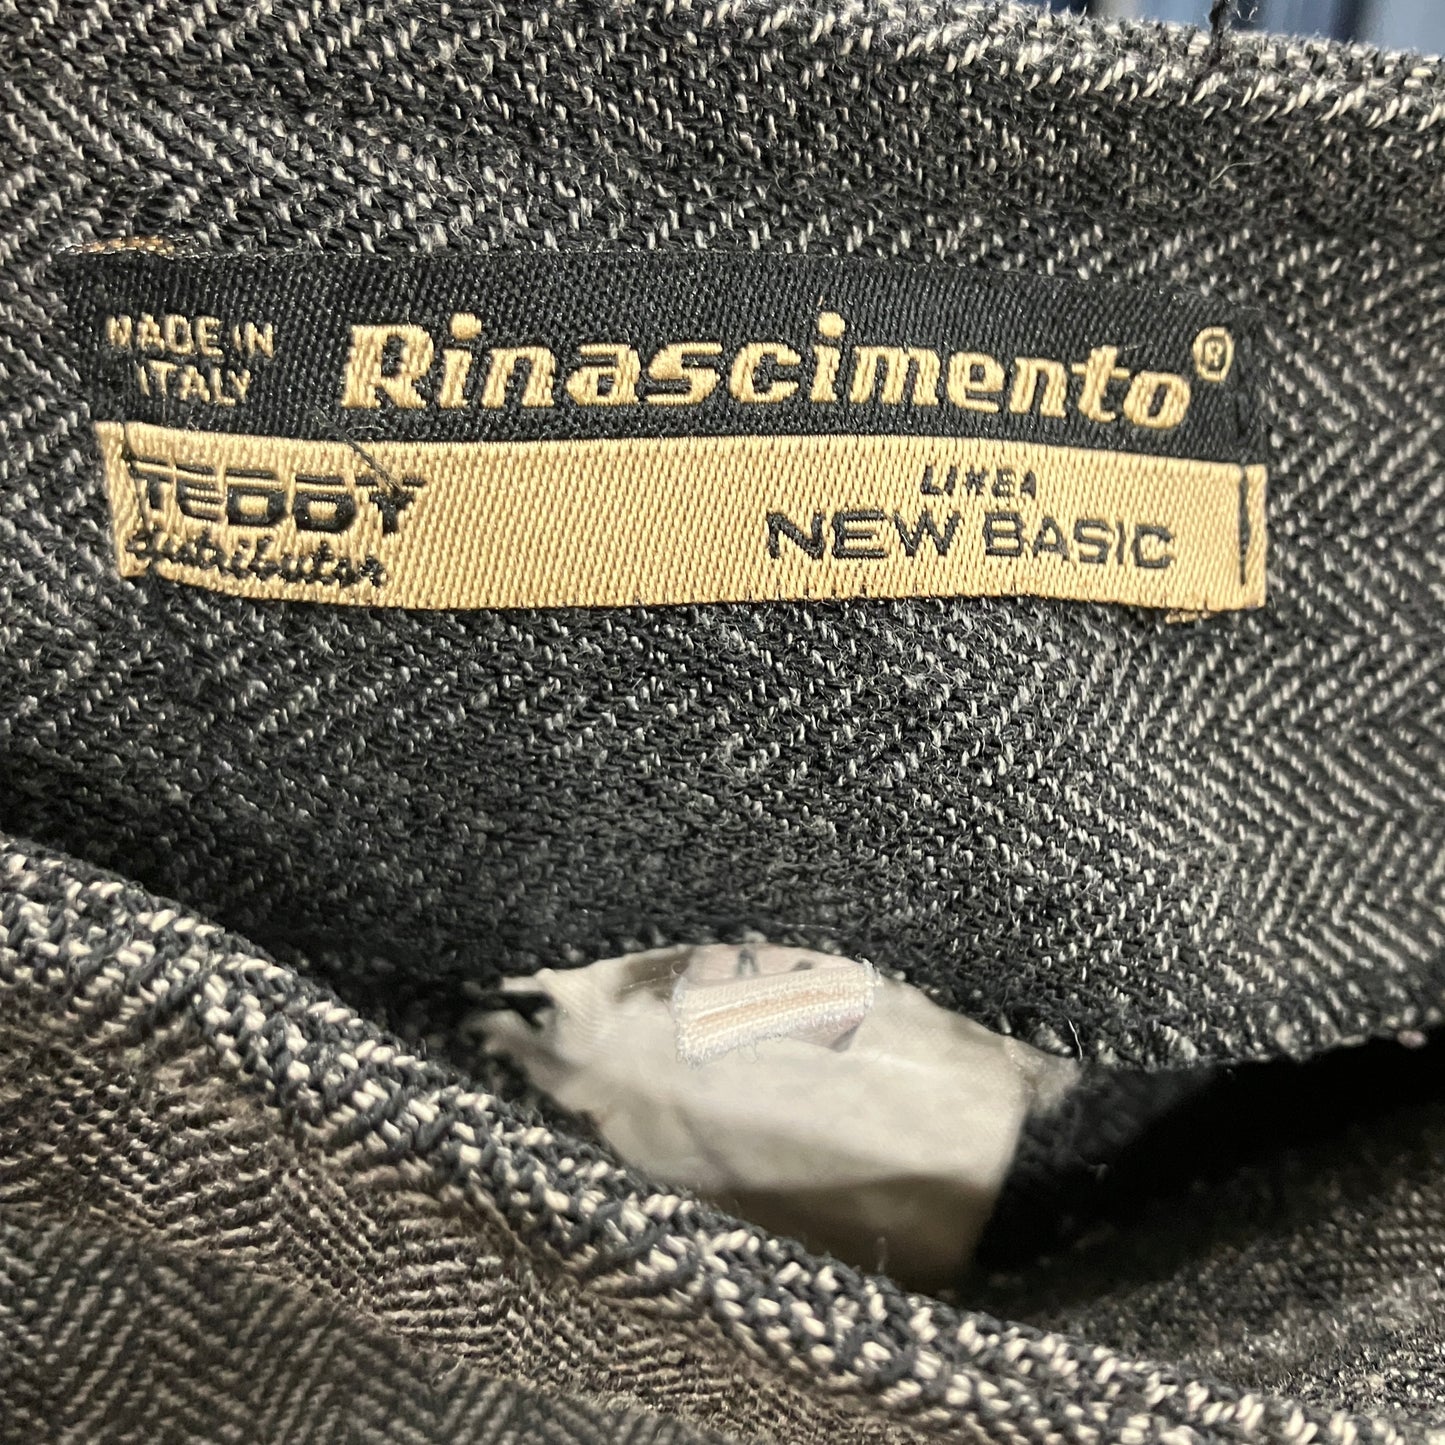 MADE IN
ITALY
Rinascimento®
TEDDY
distributor
LINEA
NEW BASIC